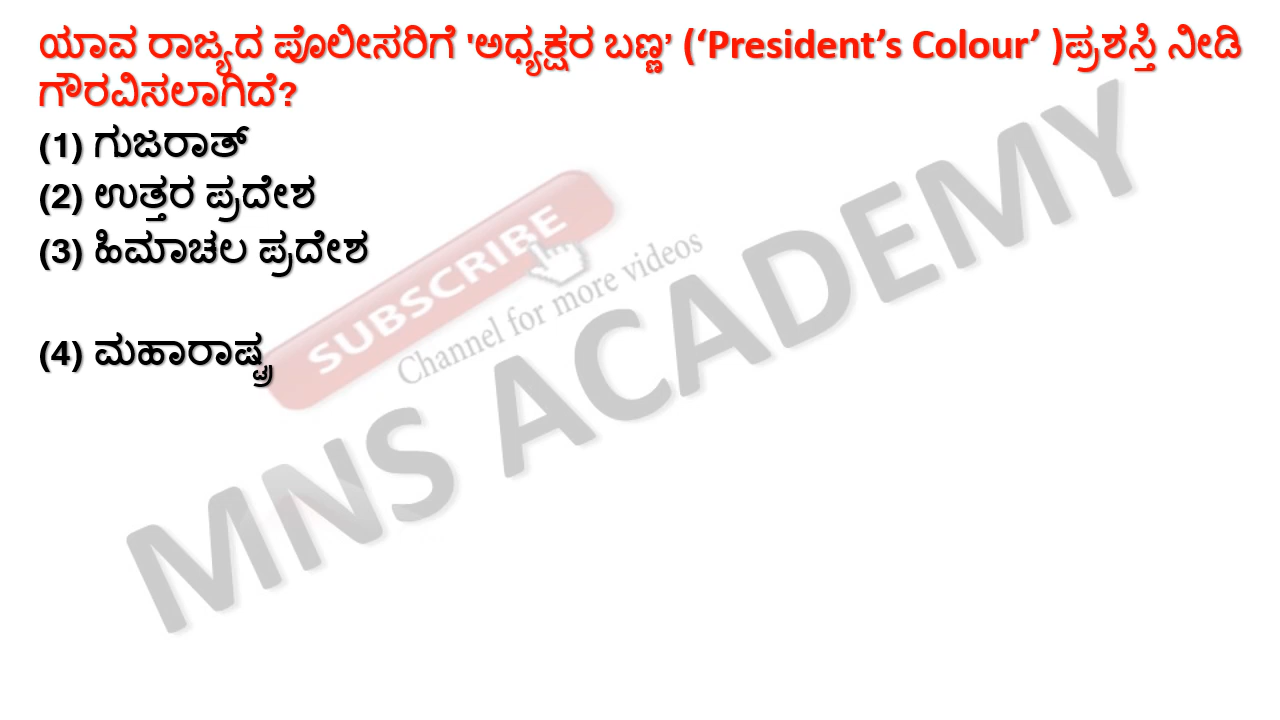 ಯಾವ ರಾಜ್ಯದ ಪೊಲೀಸರಿಗೆ 'ಅಧ್ಯಕ್ಷರ ಬಣ್ಣ' (‘President’s Colour’ )ಪ್ರಶಸ್ತಿ ನೀಡಿ
ಗೌರವಿಸಲಾಗಿದೆ?
(1) ಗುಜರಾತ್
(2) ಉತ್ತರ ಪ್ರದೇಶ
(3) ಹಿಮಾಚಲ ಪ್ರದೇಶ
(4) ಮಹಾರಾಷ್ಟ್ರ
SUBSCRIBE
Channel for more videos
MNS ACADEMY